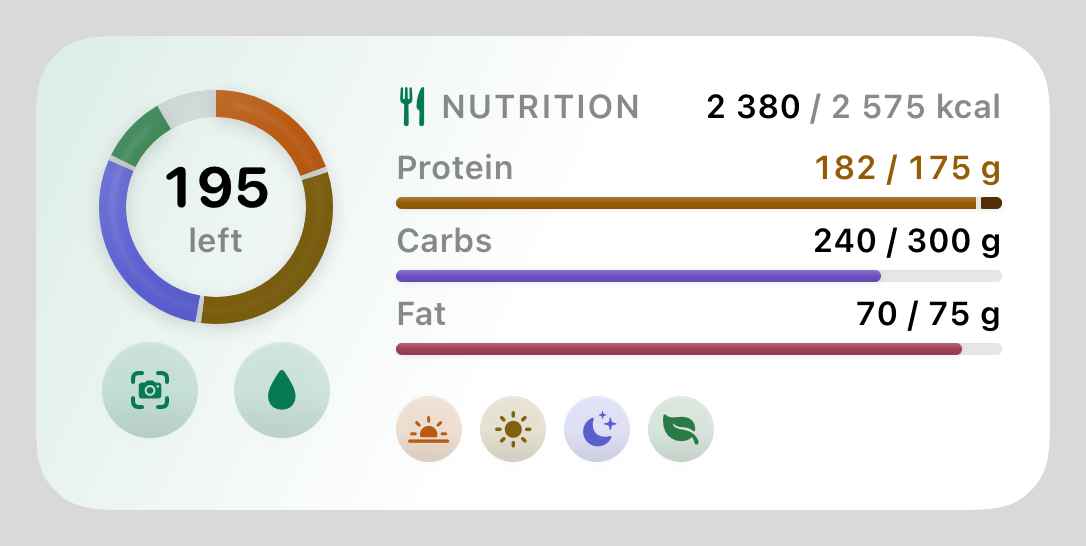 195
left
NUTRITION 2 380 / 2 575 kcal
Protein 182 / 175 g
Carbs 240 / 300 g
Fat 70 / 75 g